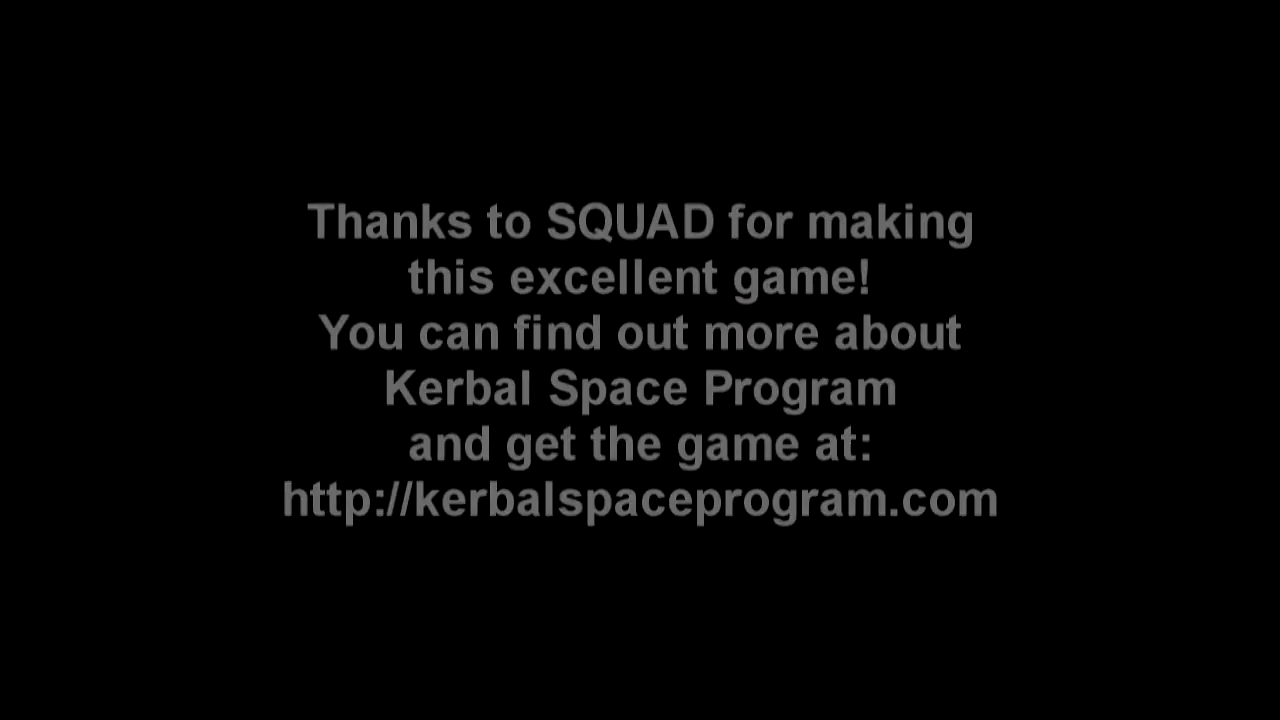 Thanks to SQUAD for making
this excellent game!
You can find out more about
Kerbal Space Program
and get the game at:
http://kerbalspaceprogram.com